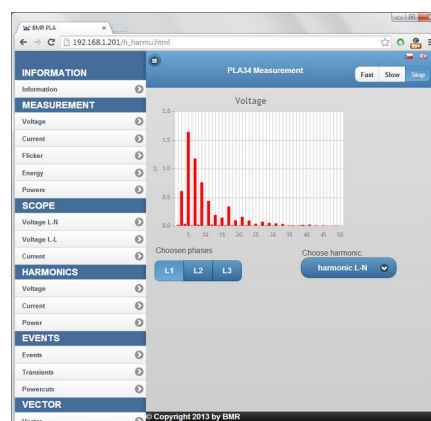 BMR PLA
192.168.1.201/h_harmu.html
INFORMATION
Information
MEASUREMENT
Voltage
Current
Flicker
Energy
Powers
SCOPE
Voltage L-N
Voltage L-L
Current
HARMONICS
Voltage
Current
Power
EVENTS
Events
Transients
Powercuts
VECTOR
PLA34 Measurement
Fast Slow Stop
Voltage
2.0
1.5
% 1.0
0.5
0.0
5 10 15 20 25 30 35 40 45 50
Choosen phases
L1 L2 L3
Choose harmonic:
harmonic L-N
© Copyright 2013 by BMR